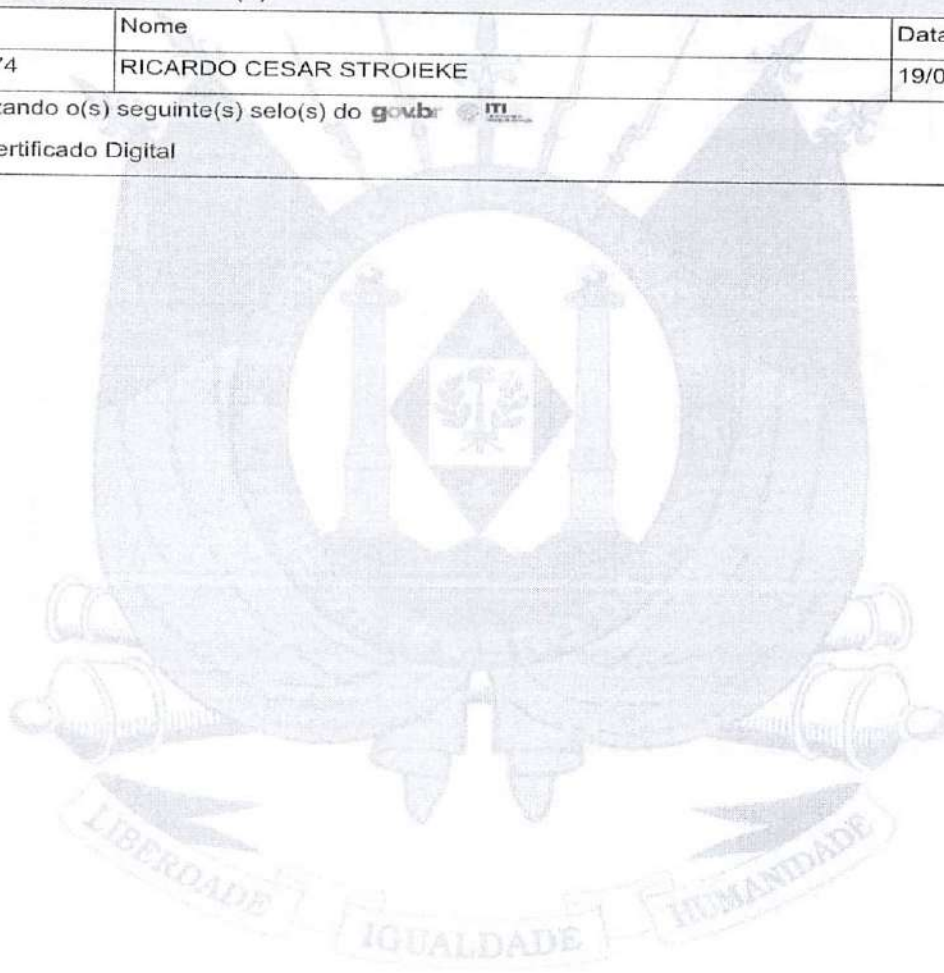 Nome Data
74 RICARDO CESAR STROIEKE 19/0
ando o(s) seguinte(s) selo(s) do gov.br ITI
ertificado Digital
LIBERDADE IGUALDADE HUMANIDADE